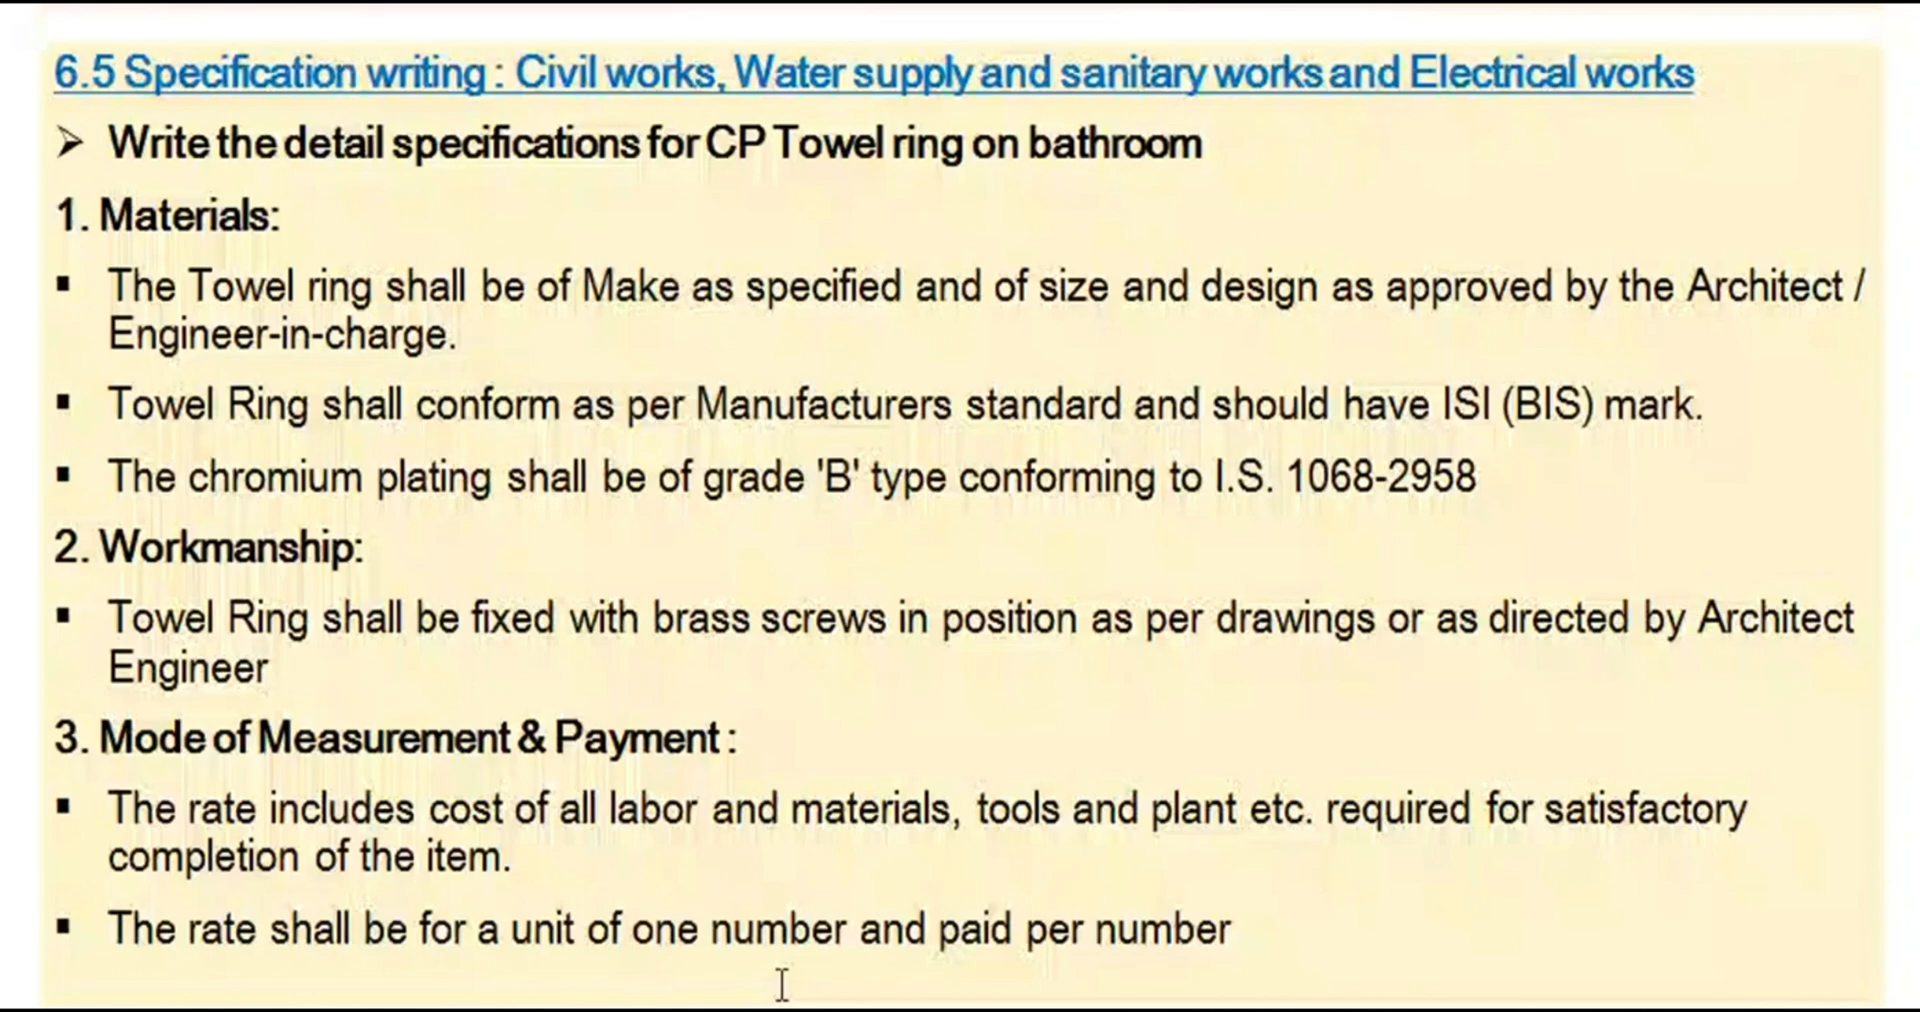 6.5 Specification writing : Civil works, Water supply and sanitary works and Electrical works
➢ Write the detail specifications for CP Towel ring on bathroom
1. Materials:
▪ The Towel ring shall be of Make as specified and of size and design as approved by the Architect /
Engineer-in-charge.
▪ Towel Ring shall conform as per Manufacturers standard and should have ISI (BIS) mark.
▪ The chromium plating shall be of grade 'B' type conforming to I.S. 1068-2958
2. Workmanship:
▪ Towel Ring shall be fixed with brass screws in position as per drawings or as directed by Architect
Engineer
3. Mode of Measurement & Payment :
▪ The rate includes cost of all labor and materials, tools and plant etc. required for satisfactory
completion of the item.
▪ The rate shall be for a unit of one number and paid per number